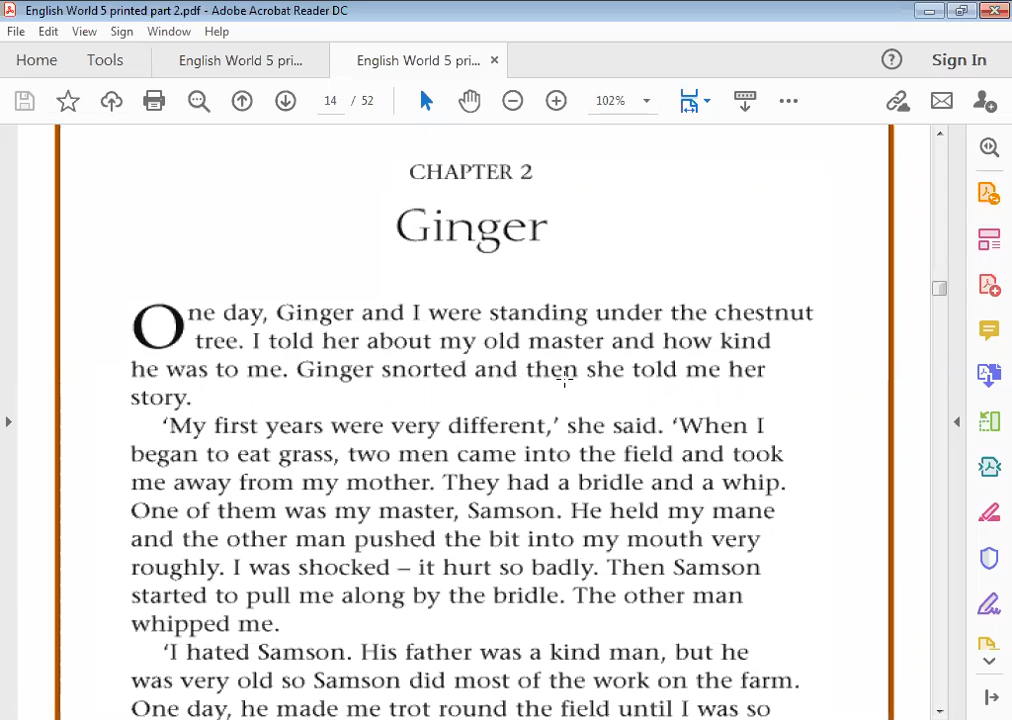 English World 5 printed part 2.pdf - Adobe Acrobat Reader DC
File Edit View Sign Window Help
Home Tools English World 5 pri... English World 5 pri... × Sign In
14 / 52 102%
CHAPTER 2
Ginger
One day, Ginger and I were standing under the chestnut
tree. I told her about my old master and how kind
he was to me. Ginger snorted and then she told me her
story.
‘My first years were very different,’ she said. ‘When I
began to eat grass, two men came into the field and took
me away from my mother. They had a bridle and a whip.
One of them was my master, Samson. He held my mane
and the other man pushed the bit into my mouth very
roughly. I was shocked – it hurt so badly. Then Samson
started to pull me along by the bridle. The other man
whipped me.
‘I hated Samson. His father was a kind man, but he
was very old so Samson did most of the work on the farm.
One day, he made me trot round the field until I was so